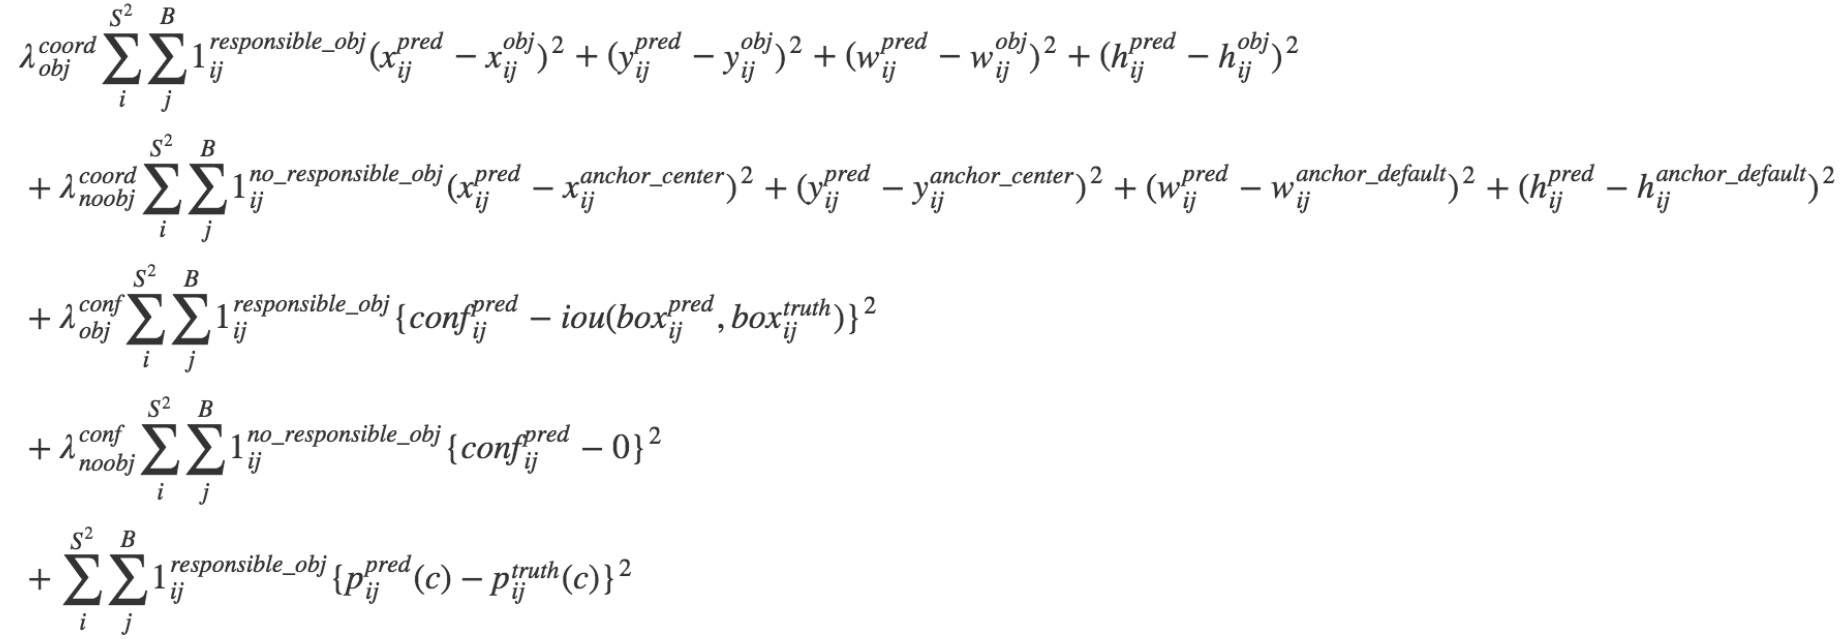 λ_{obj}^{coord} \sum_{i}^{S^2} \sum_{j}^{B} 1_{ij}^{responsible\_obj} (x_{ij}^{pred} − x_{ij}^{obj})^2 + (y_{ij}^{pred} − y_{ij}^{obj})^2 + (w_{ij}^{pred} − w_{ij}^{obj})^2 + (h_{ij}^{pred} − h_{ij}^{obj})^2
+ λ_{noobj}^{coord} \sum_{i}^{S^2} \sum_{j}^{B} 1_{ij}^{no\_responsible\_obj} (x_{ij}^{pred} − x_{ij}^{anchor\_center})^2 + (y_{ij}^{pred} − y_{ij}^{anchor\_center})^2 + (w_{ij}^{pred} − w_{ij}^{anchor\_default})^2 + (h_{ij}^{pred} − h_{ij}^{anchor\_default})^2
+ λ_{obj}^{conf} \sum_{i}^{S^2} \sum_{j}^{B} 1_{ij}^{responsible\_obj} {conf_{ij}^{pred} − iou(box_{ij}^{pred}, box_{ij}^{truth})}^2
+ λ_{noobj}^{conf} \sum_{i}^{S^2} \sum_{j}^{B} 1_{ij}^{no\_responsible\_obj} {conf_{ij}^{pred} − 0}^2
+ \sum_{i}^{S^2} \sum_{j}^{B} 1_{ij}^{responsible\_obj} {p_{ij}^{pred}(c) − p_{ij}^{truth}(c)}^2